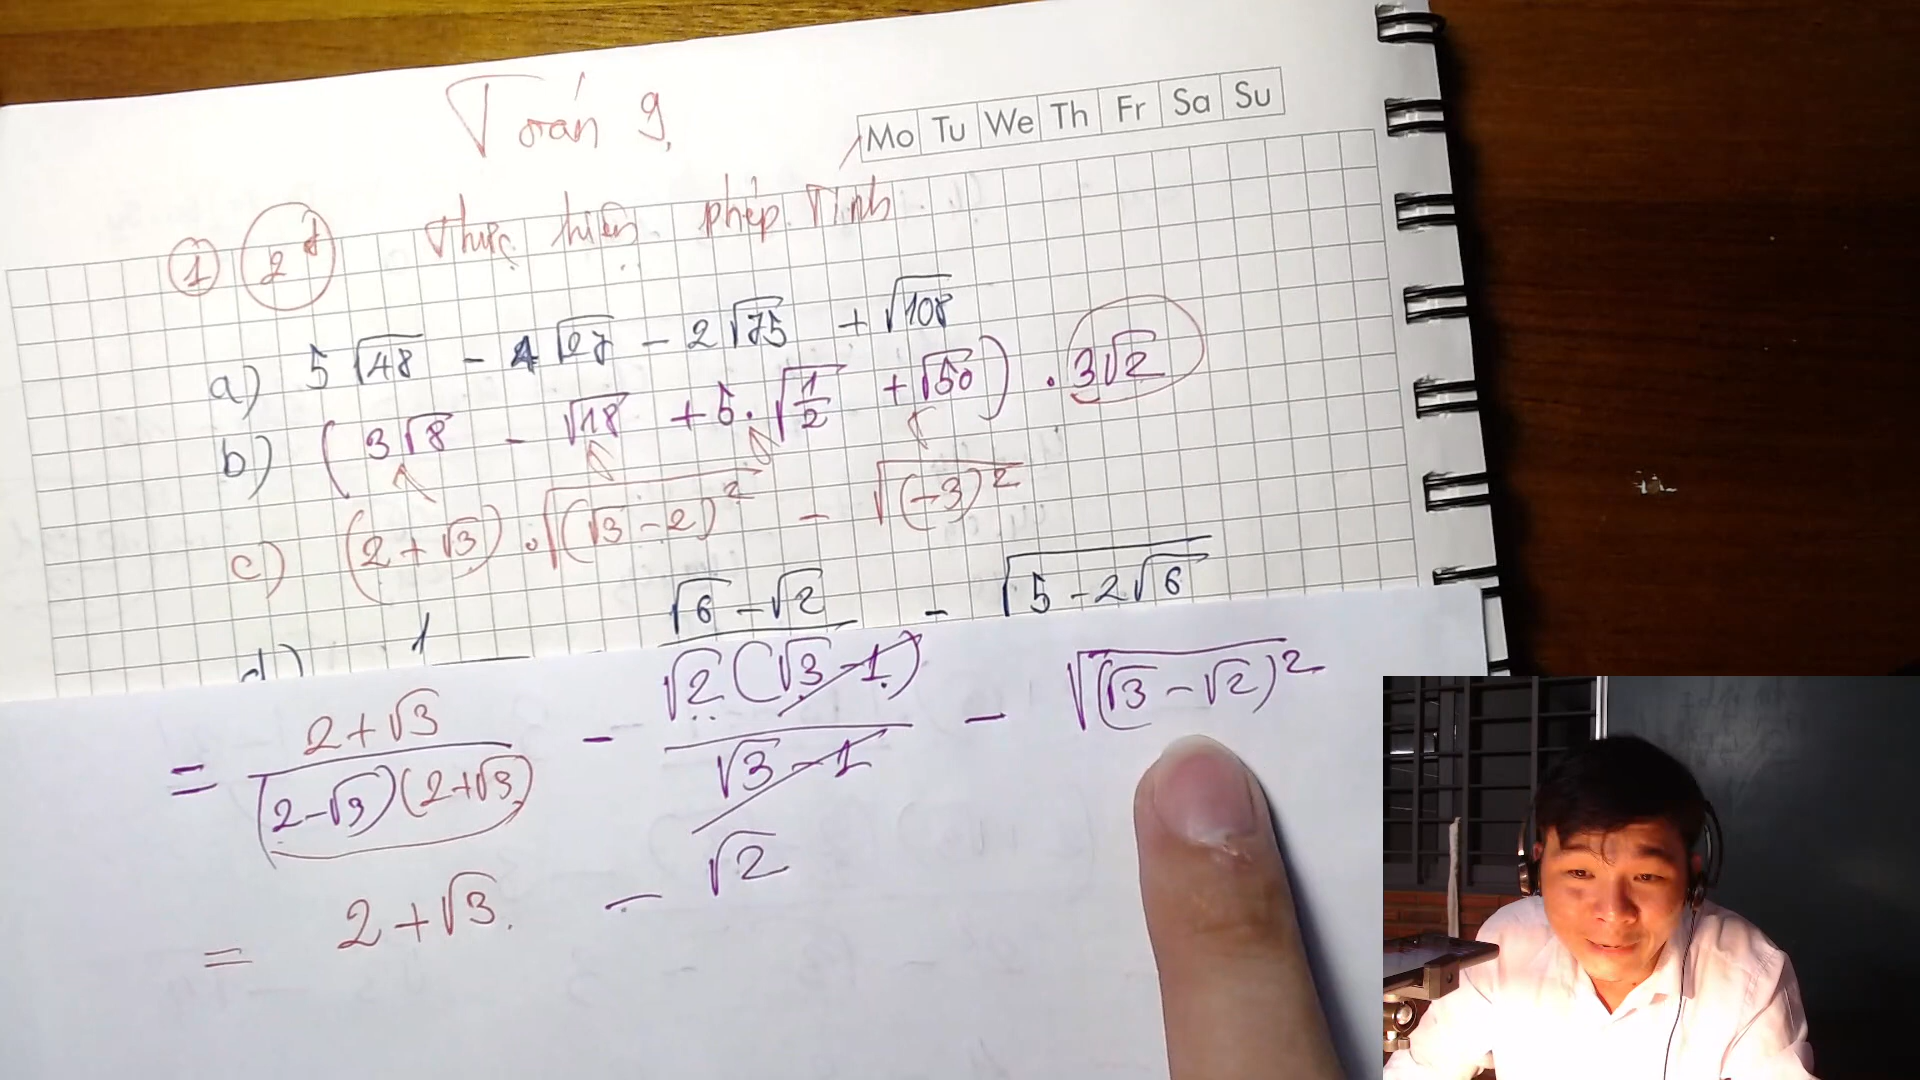 Toán 9.
Mo Tu We Th Fr Sa Su
① 2đ Thực hiện phép tính.
a) 5√48 - 4√27 - 2√75 + √108
b) (3√8 - √18 + 5.√(1/2) + √50) . 3√2
c) (2 + √3) . √((√3 - 2)²) - √((-3)²)
d) 1 (√6 - √2) - √(5 - 2√6)
= (2 + √3)/((2 - √3)(2 + √3)) - (√2(√3 - 1))/(√3 - 1) - √((√3 - √2)²)
= 2 + √3 . - √2